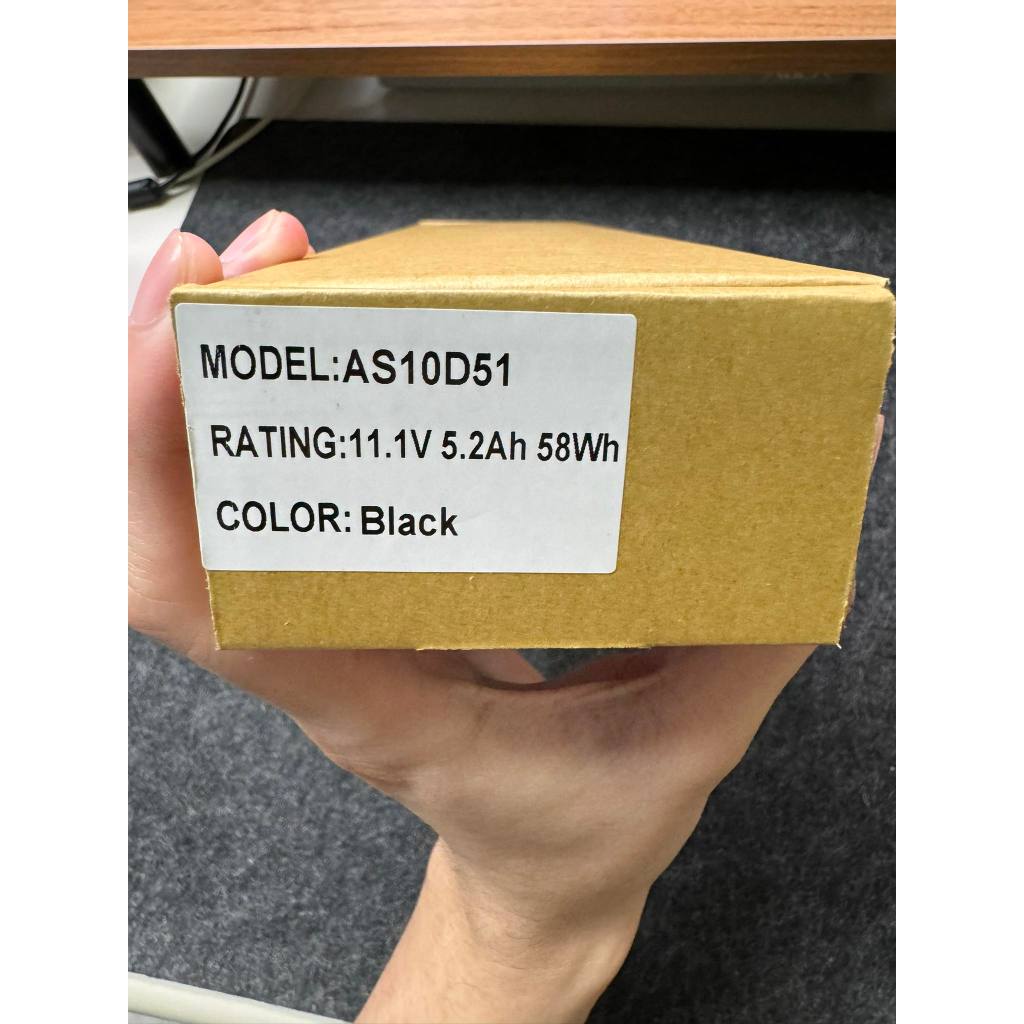 MODEL:AS10D51
RATING:11.1V 5.2Ah 58Wh
COLOR: Black